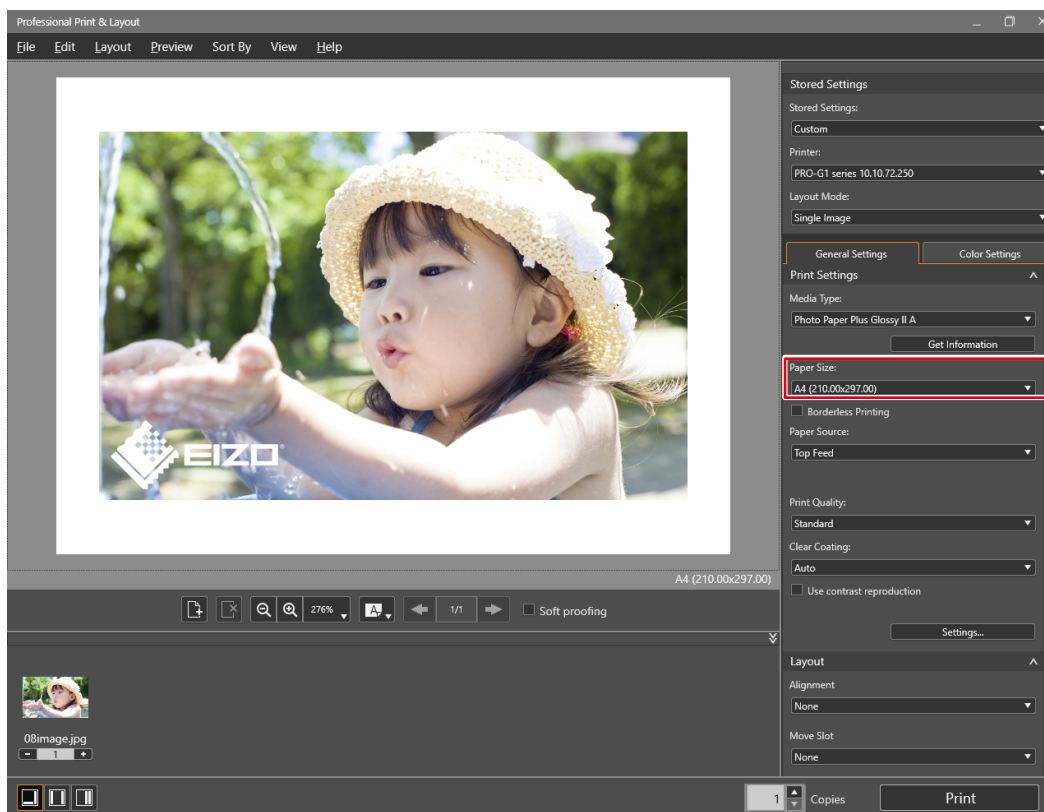 Professional Print & Layout
File Edit Layout Preview Sort By View Help
EIZO
A4 (210.00x297.00)
276%
A
1/1
Soft proofing
08image.jpg
- 1 +
Stored Settings
Stored Settings:
Custom
Printer:
PRO-G1 series 10.10.72.250
Layout Mode:
Single Image
General Settings Color Settings
Print Settings
Media Type:
Photo Paper Plus Glossy II A
Get Information
Paper Size:
A4 (210.00x297.00)
Borderless Printing
Paper Source:
Top Feed
Print Quality:
Standard
Clear Coating:
Auto
Use contrast reproduction
Settings...
Layout
Alignment
None
Move Slot
None
1 Copies Print